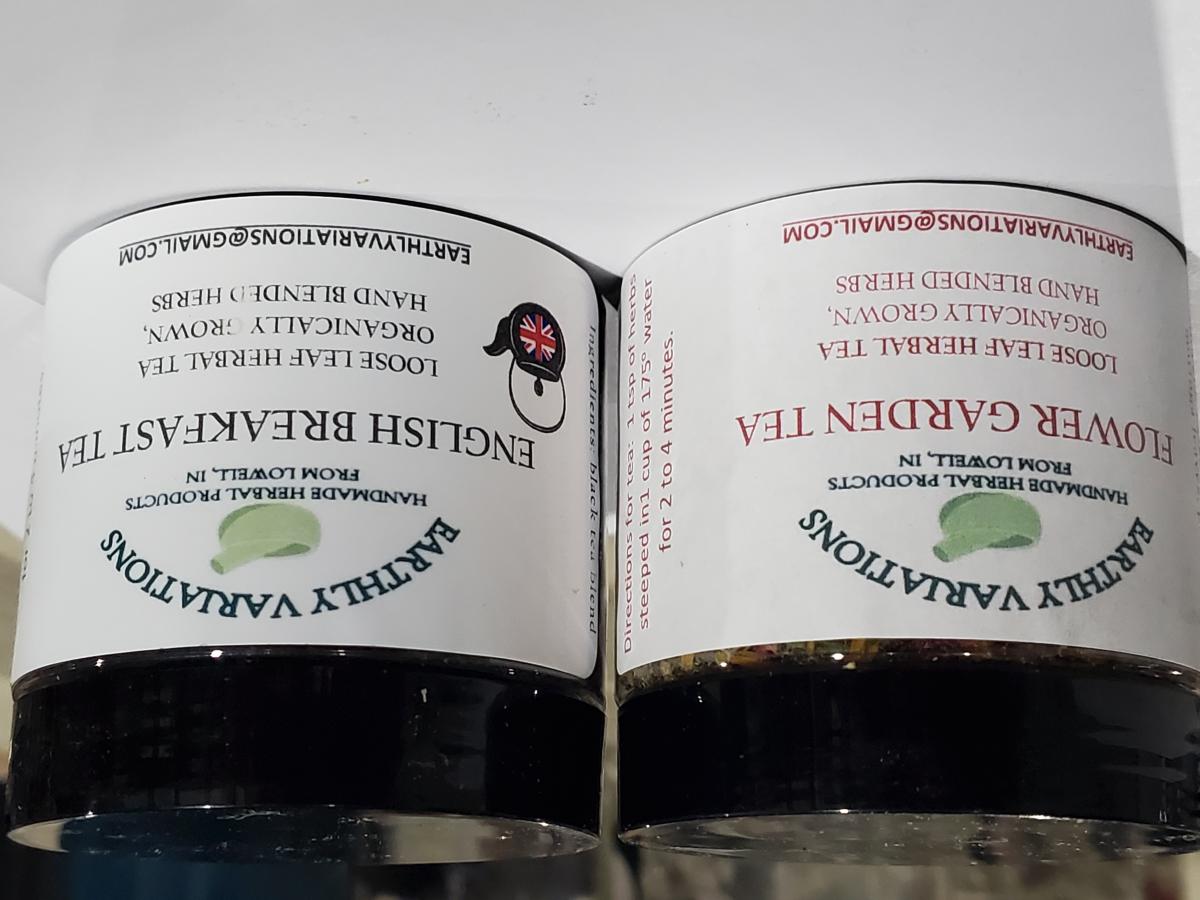 EARTHLY VARIATIONS
HANDMADE HERBAL PRODUCTS
FROM LOWELL, IN
FLOWER GARDEN TEA
LOOSE LEAF HERBAL TEA
ORGANICALLY GROWN,
HAND BLENDED HERBS
EARTHLYVARIATIONS@GMAIL.COM
Directions for tea: 1 tsp of herbs
steeped in1 cup of 175° water
for 2 to 4 minutes.
EARTHLY VARIATIONS
HANDMADE HERBAL PRODUCTS
FROM LOWELL, IN
ENGLISH BREAKFAST TEA
LOOSE LEAF HERBAL TEA
ORGANICALLY GROWN,
HAND BLENDED HERBS
EARTHLYVARIATIONS@GMAIL.COM
Ingredients: black tea blend